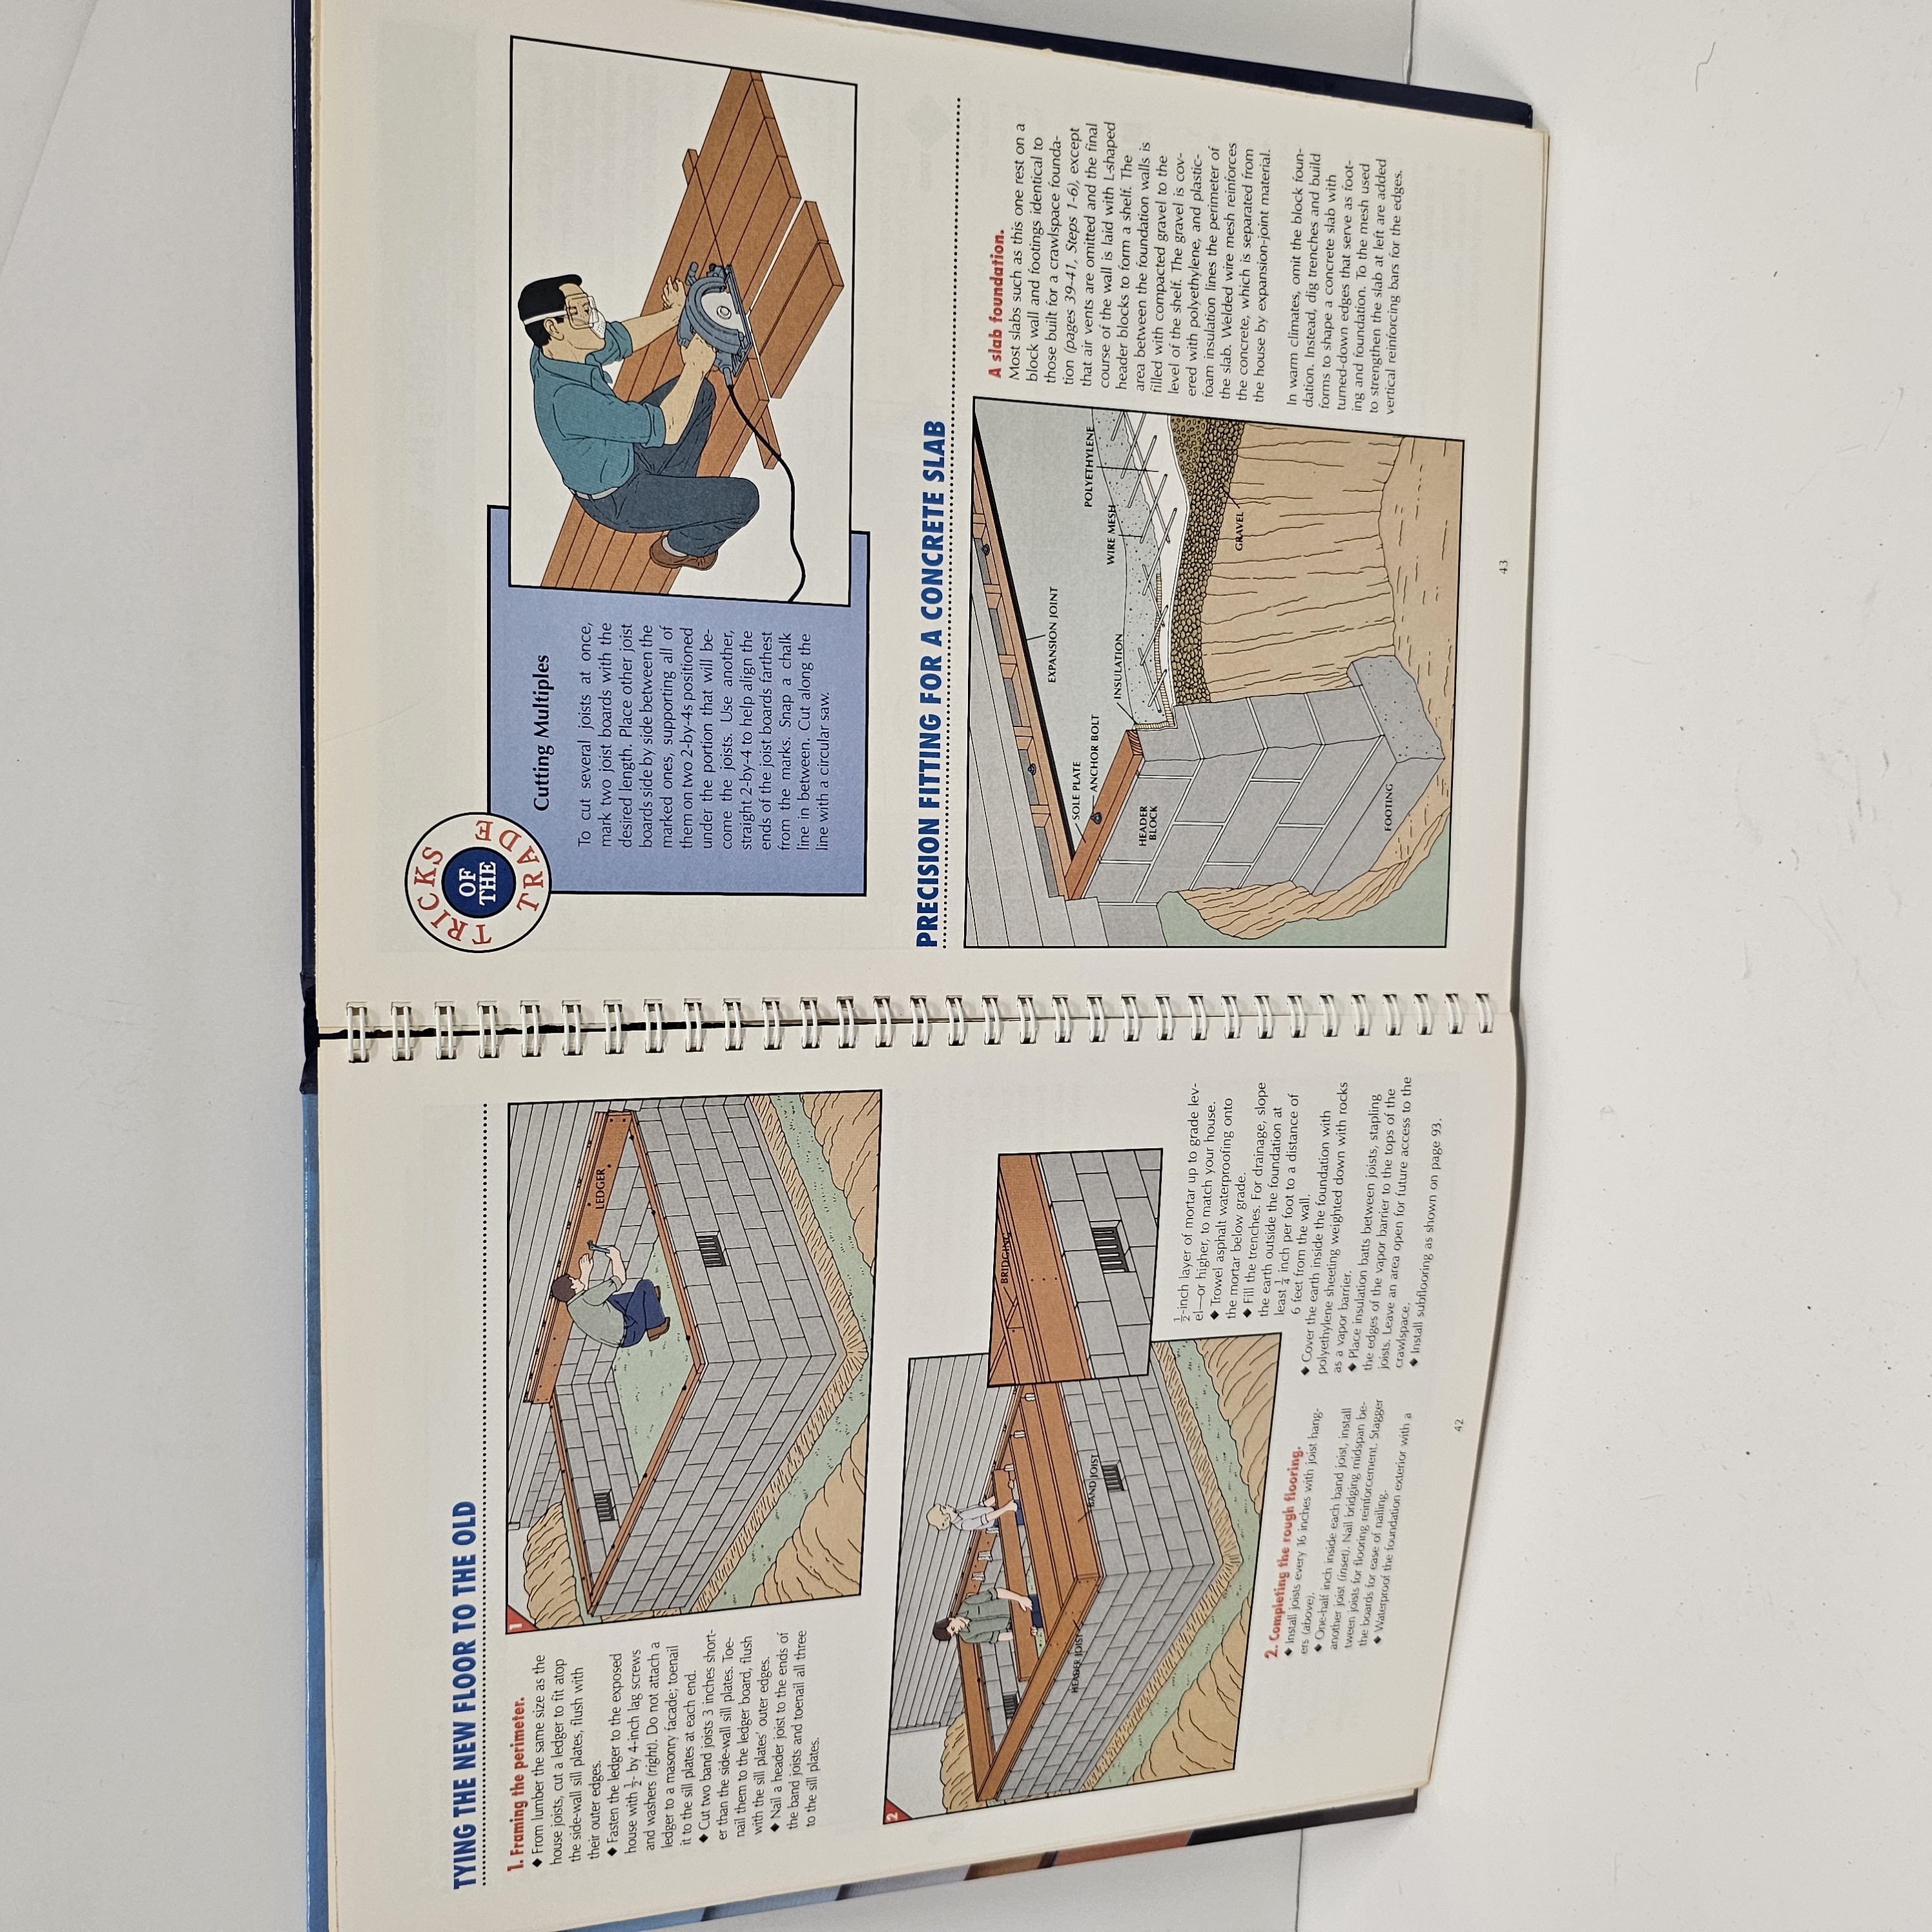 TYING THE NEW FLOOR TO THE OLD
1. Framing the perimeter.
◆ From lumber the same size as the
house joists, cut a ledger to fit atop
the side-wall sill plates, flush with
their outer edges.
◆ Fasten the ledger to the exposed
house with ½- by 4-inch lag screws
and washers (right). Do not attach a
ledger to a masonry facade; toenail
it to the sill plates at each end.
◆ Cut two band joists 3 inches short-
er than the side-wall sill plates. Toe-
nail them to the ledger board, flush
with the sill plates' outer edges.
◆ Nail a header joist to the ends of
the band joists and toenail all three
to the sill plates.
1
LEDGER
2
HEADER JOIST
BAND JOIST
BRIDGING
2. Completing the rough flooring.
◆ Install joists every 16 inches with joist hang-
ers (above).
◆ One-half inch inside each band joist, install
another joist (inset). Nail bridging midspan be-
tween joists for flooring reinforcement. Stagger
the boards for ease of nailing.
◆ Waterproof the foundation exterior with a
½-inch layer of mortar up to grade lev-
el—or higher, to match your house.
◆ Trowel asphalt waterproofing onto
the mortar below grade.
◆ Fill the trenches. For drainage, slope
the earth outside the foundation at
least ¼ inch per foot to a distance of
6 feet from the wall.
◆ Cover the earth inside the foundation with
polyethylene sheeting weighted down with rocks
as a vapor barrier.
◆ Place insulation batts between joists, stapling
the edges of the vapor barrier to the tops of the
joists. Leave an area open for future access to the
crawlspace.
◆ Install subflooring as shown on page 93.
42
TRICKS
OF
THE
TRADE
Cutting Multiples
To cut several joists at once,
mark two joist boards with the
desired length. Place other joist
boards side by side between the
marked ones, supporting all of
them on two 2-by-4s positioned
under the portion that will be-
come the joists. Use another,
straight 2-by-4 to help align the
ends of the joist boards farthest
from the marks. Snap a chalk
line in between. Cut along the
line with a circular saw.
PRECISION FITTING FOR A CONCRETE SLAB
EXPANSION JOINT
SOLE PLATE
ANCHOR BOLT
INSULATION
WIRE MESH
POLYETHYLENE
HEADER
BLOCK
GRAVEL
FOOTING
A slab foundation.
Most slabs such as this one rest on a
block wall and footings identical to
those built for a crawlspace founda-
tion (pages 39-41, Steps 1-6), except
that air vents are omitted and the final
course of the wall is laid with L-shaped
header blocks to form a shelf. The
area between the foundation walls is
filled with compacted gravel to the
level of the shelf. The gravel is cov-
ered with polyethylene, and plastic-
foam insulation lines the perimeter of
the slab. Welded wire mesh reinforces
the concrete, which is separated from
the house by expansion-joint material.
In warm climates, omit the block foun-
dation. Instead, dig trenches and build
forms to shape a concrete slab with
turned-down edges that serve as foot-
ing and foundation. To the mesh used
to strengthen the slab at left are added
vertical reinforcing bars for the edges.
43